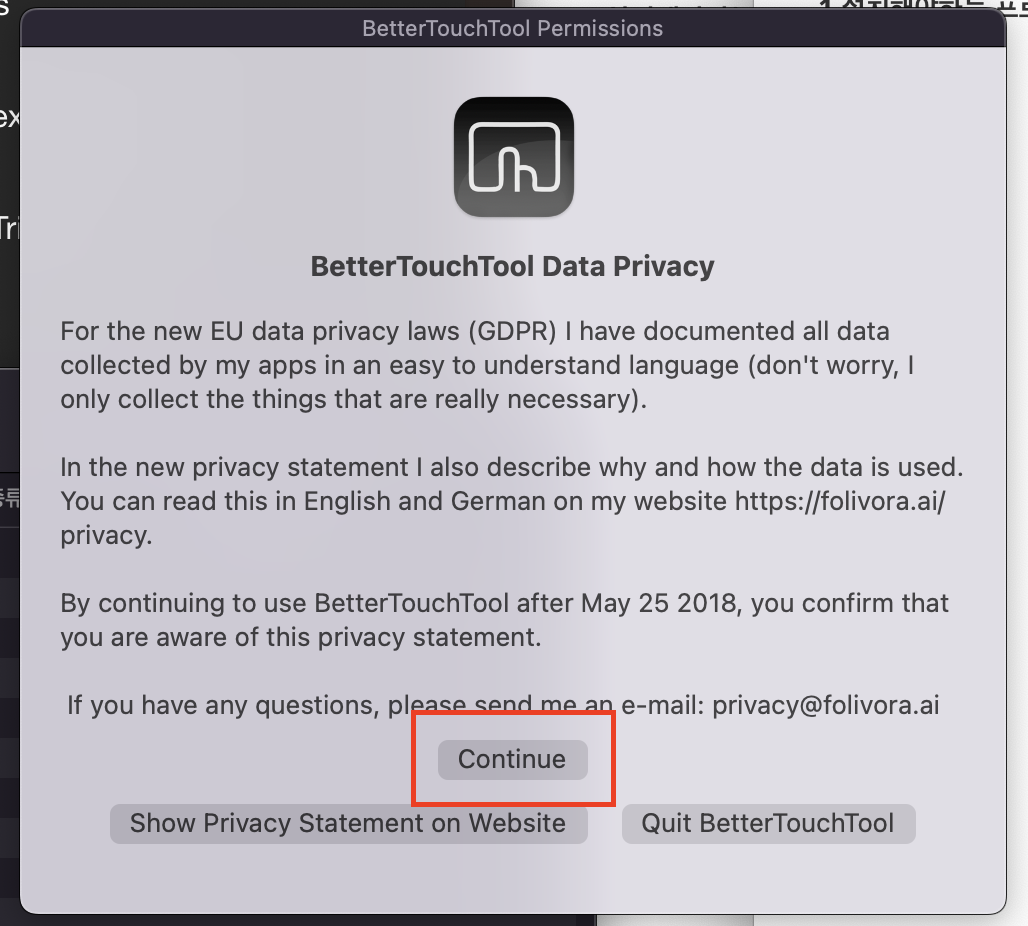 BetterTouchTool Permissions
BetterTouchTool Data Privacy
For the new EU data privacy laws (GDPR) I have documented all data
collected by my apps in an easy to understand language (don't worry, I
only collect the things that are really necessary).
In the new privacy statement I also describe why and how the data is used.
You can read this in English and German on my website https://folivora.ai/
privacy.
By continuing to use BetterTouchTool after May 25 2018, you confirm that
you are aware of this privacy statement.
If you have any questions, please send me an e-mail: privacy@folivora.ai
Continue
Show Privacy Statement on Website
Quit BetterTouchTool